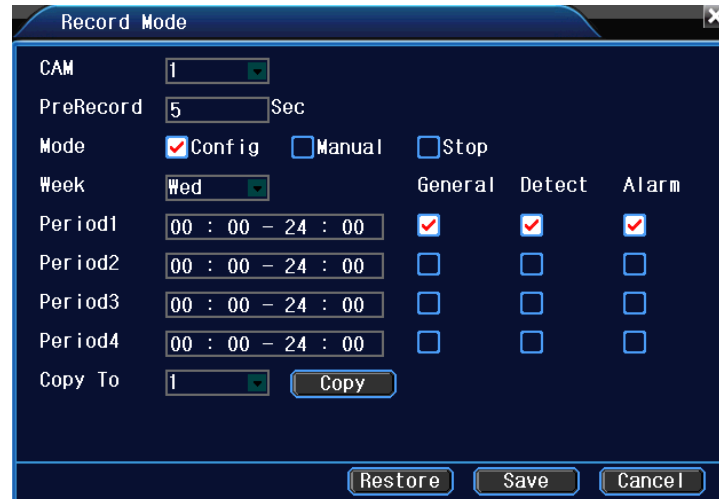 Record Mode
CAM 1
PreRecord 5 Sec
Mode Config Manual Stop
Week Wed General Detect Alarm
Period1 00 : 00 - 24 : 00
Period2 00 : 00 - 24 : 00
Period3 00 : 00 - 24 : 00
Period4 00 : 00 - 24 : 00
Copy To 1 Copy
Restore Save Cancel